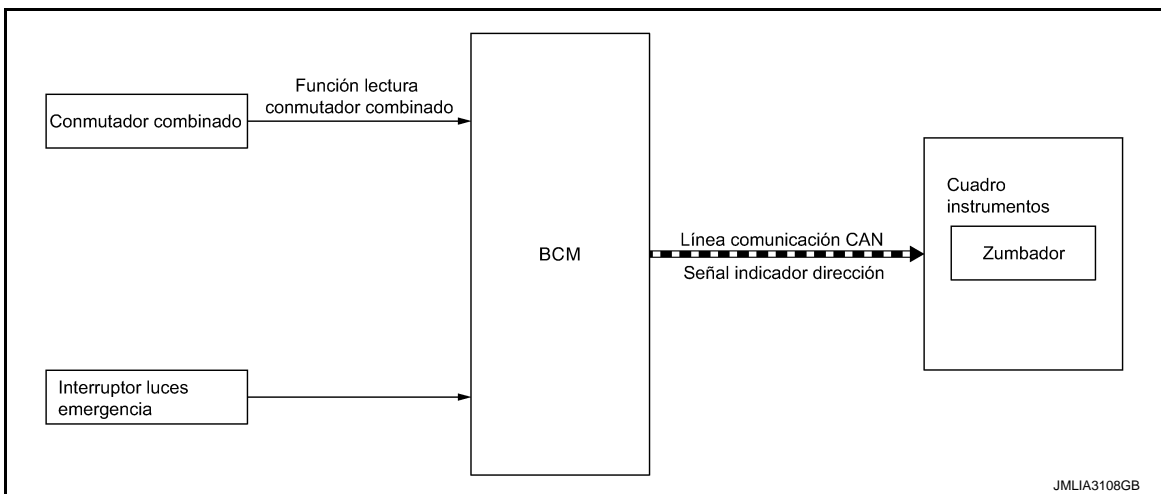 Función lectura
conmutador combinado
Conmutador combinado
Cuadro
instrumentos
Línea comunicación CAN
BCM
Zumbador
Señal indicador dirección
Interruptor luces
emergencia
JMLIA3108GB